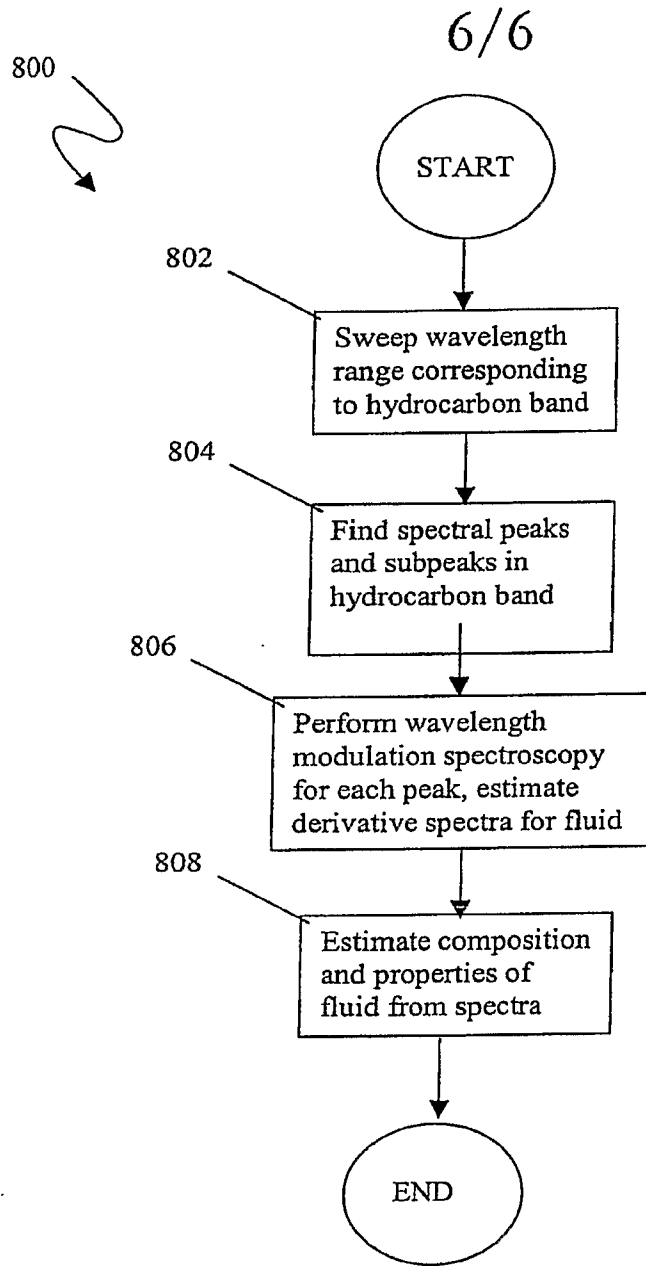 6/6
800
START
802
Sweep wavelength
range corresponding
to hydrocarbon band
804
Find spectral peaks
and subpeaks in
hydrocarbon band
806
Perform wavelength
modulation spectroscopy
for each peak, estimate
derivative spectra for fluid
808
Estimate composition
and properties of
fluid from spectra
END